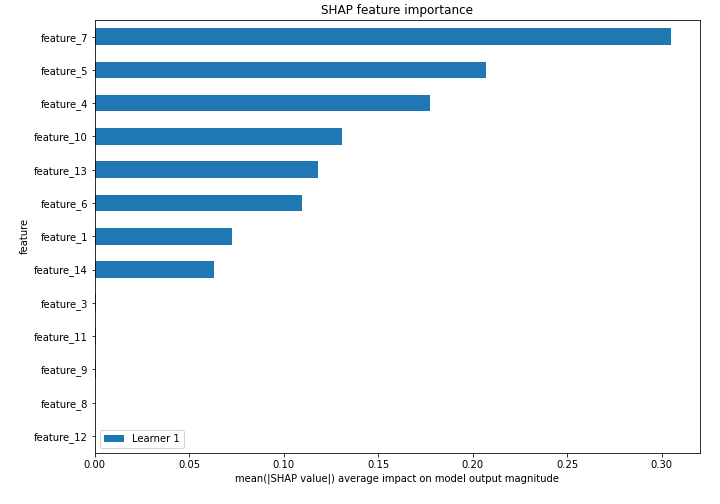 SHAP feature importance
feature_7
feature_5
feature_4
feature_10
feature_13
feature_6
feature_1
feature_14
feature_3
feature_11
feature_9
feature_8
feature_12
feature
Learner 1
0.00 0.05 0.10 0.15 0.20 0.25 0.30
mean(|SHAP value|) average impact on model output magnitude